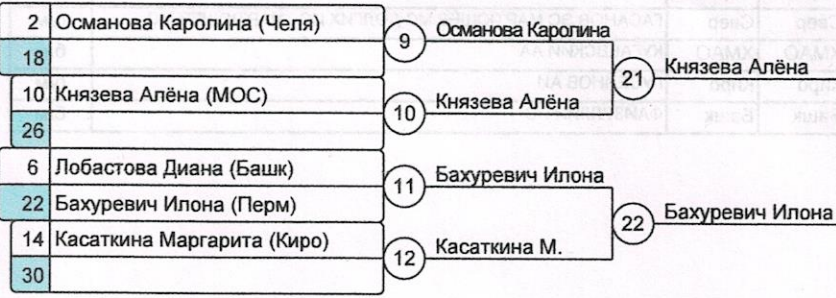 2 Османова Каролина (Челя)
18
9 Османова Каролина
10 Князева Алёна (МОС)
26
10 Князева Алёна
21 Князева Алёна
6 Лобастова Диана (Башк)
22 Бахуревич Илона (Перм)
11 Бахуревич Илона
14 Касаткина Маргарита (Киро)
30
12 Касаткина М.
22 Бахуревич Илона